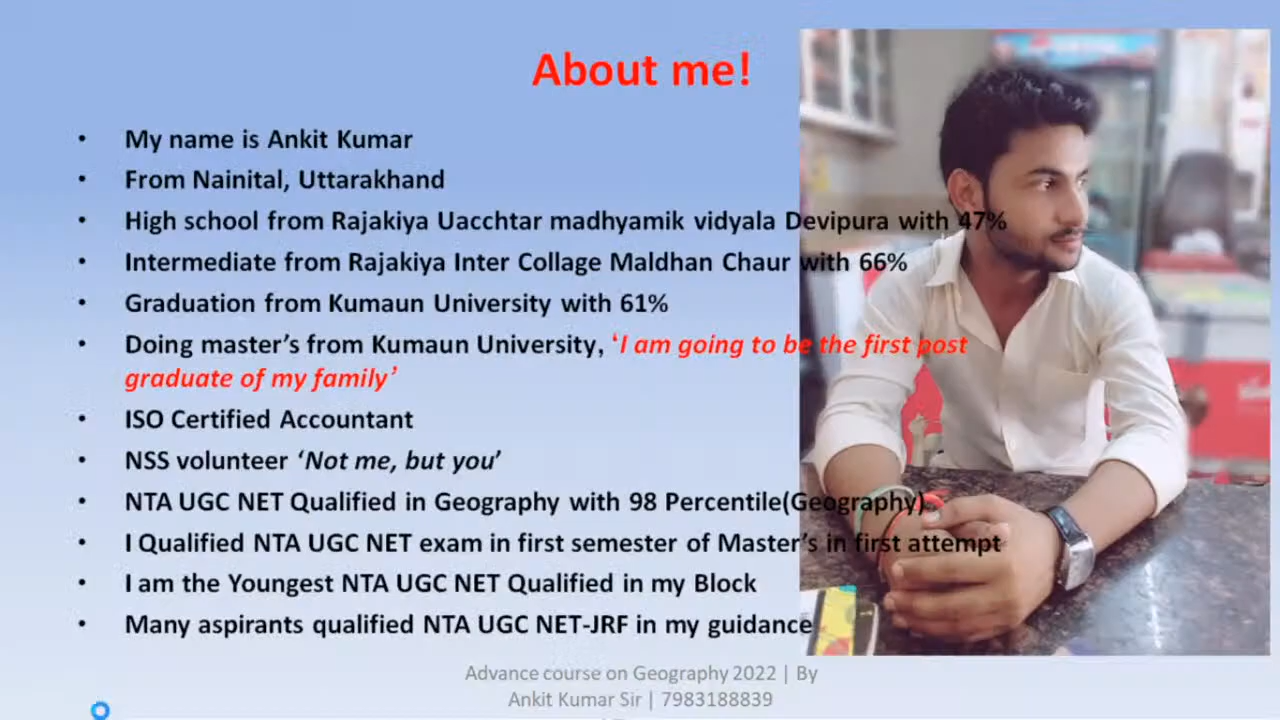 About me!
• My name is Ankit Kumar
• From Nainital, Uttarakhand
• High school from Rajakiya Uacchtar madhyamik vidyala Devipura with 47%
• Intermediate from Rajakiya Inter Collage Maldhan Chaur with 66%
• Graduation from Kumaun University with 61%
• Doing master’s from Kumaun University, ‘I am going to be the first post
graduate of my family’
• ISO Certified Accountant
• NSS volunteer ‘Not me, but you’
• NTA UGC NET Qualified in Geography with 98 Percentile(Geography)
• I Qualified NTA UGC NET exam in first semester of Master’s in first attempt
• I am the Youngest NTA UGC NET Qualified in my Block
• Many aspirants qualified NTA UGC NET-JRF in my guidance
Advance course on Geography 2022 | By
Ankit Kumar Sir | 7983188839